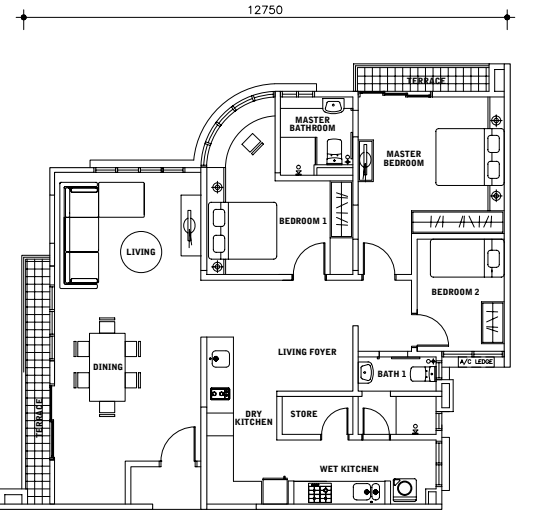 12750
TERRACE
MASTER
BATHROOM
MASTER
BEDROOM
BEDROOM 1
LIVING
BEDROOM 2
LIVING FOYER
A/C LEDGE
DINING
BATH 1
TERRACE
DRY
KITCHEN
STORE
WET KITCHEN